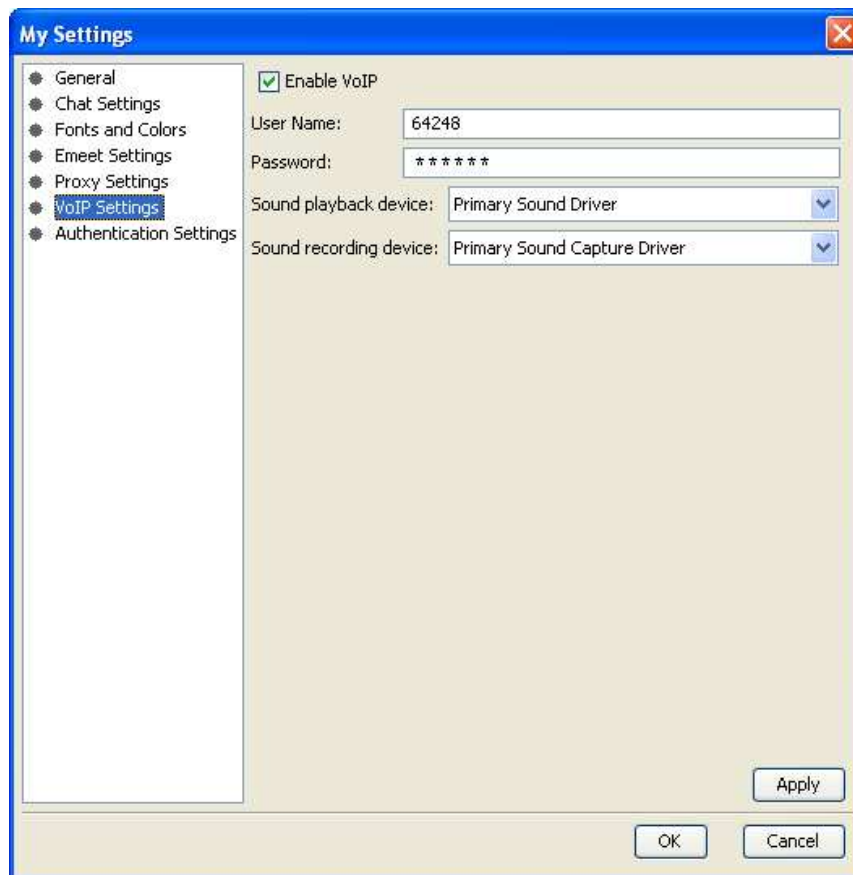 My Settings
General
Chat Settings
Fonts and Colors
Emeet Settings
Proxy Settings
VoIP Settings
Authentication Settings
Enable VoIP
User Name: 64248
Password: ******
Sound playback device: Primary Sound Driver
Sound recording device: Primary Sound Capture Driver
Apply
OK Cancel